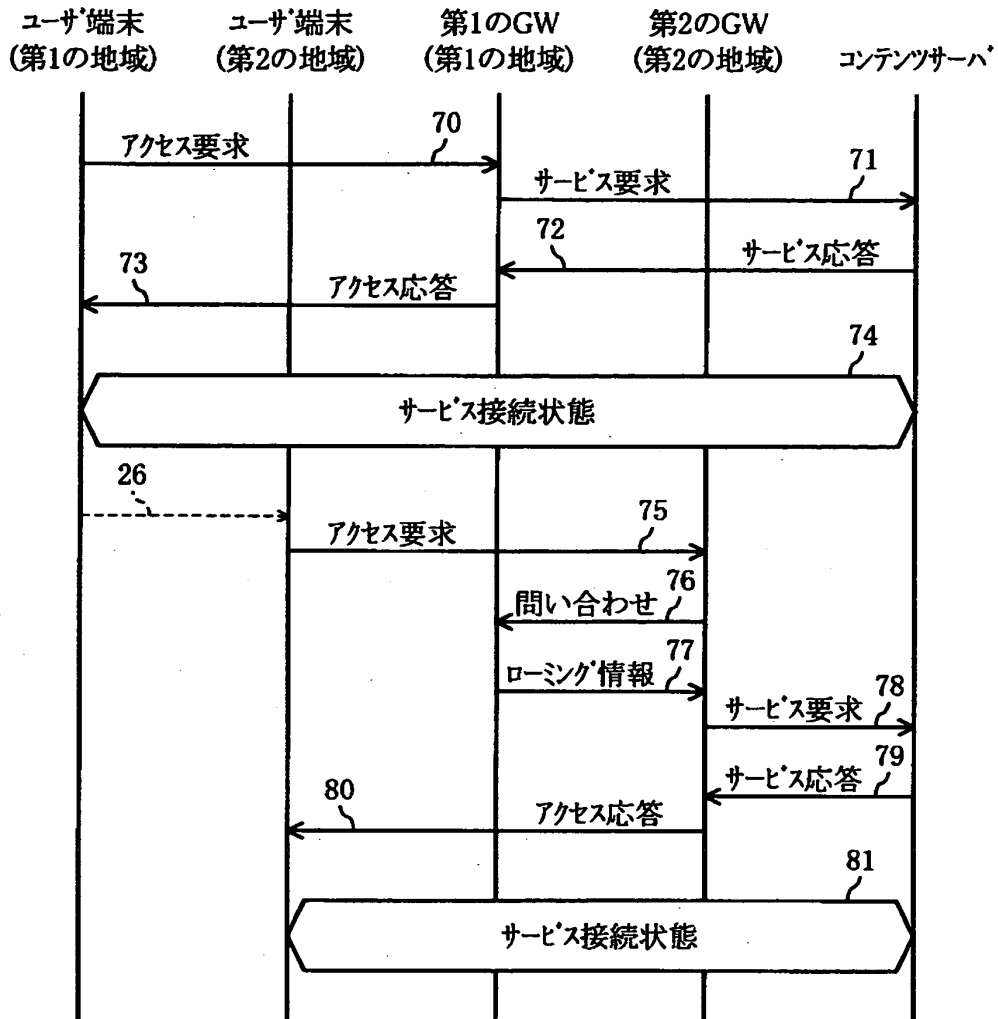 ユーザ端末
(第1の地域)
ユーザ端末
(第2の地域)
第1のGW
(第1の地域)
第2のGW
(第2の地域)
コンテンツサーバ
アクセス要求
70
サービス要求
71
72
サービス応答
73
アクセス応答
74
サービス接続状態
26
アクセス要求
75
問い合わせ
76
ローミング情報
77
サービス要求
78
サービス応答
79
80
アクセス応答
81
サービス接続状態